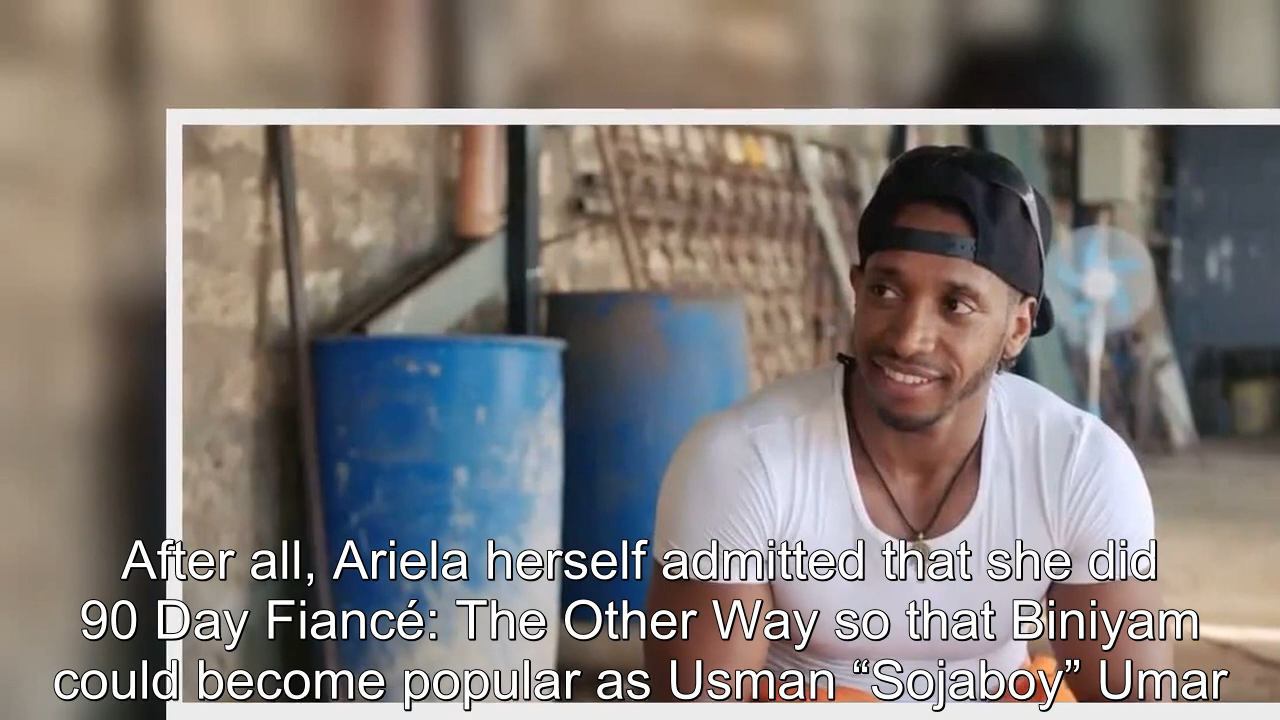 After all, Ariela herself admitted that she did
90 Day Fiancé: The Other Way so that Biniyam
could become popular as Usman “Sojaboy” Umar